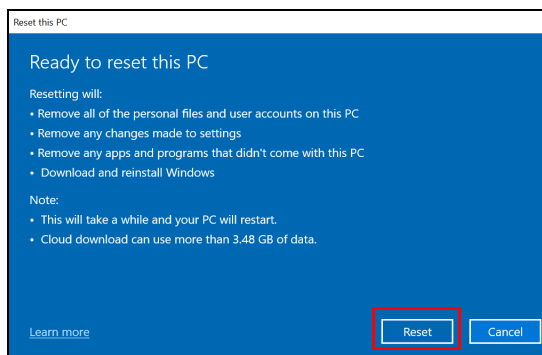 Reset this PC
Ready to reset this PC
Resetting will:
• Remove all of the personal files and user accounts on this PC
• Remove any changes made to settings
• Remove any apps and programs that didn't come with this PC
• Download and reinstall Windows
Note:
• This will take a while and your PC will restart.
• Cloud download can use more than 3.48 GB of data.
Learn more
Reset
Cancel